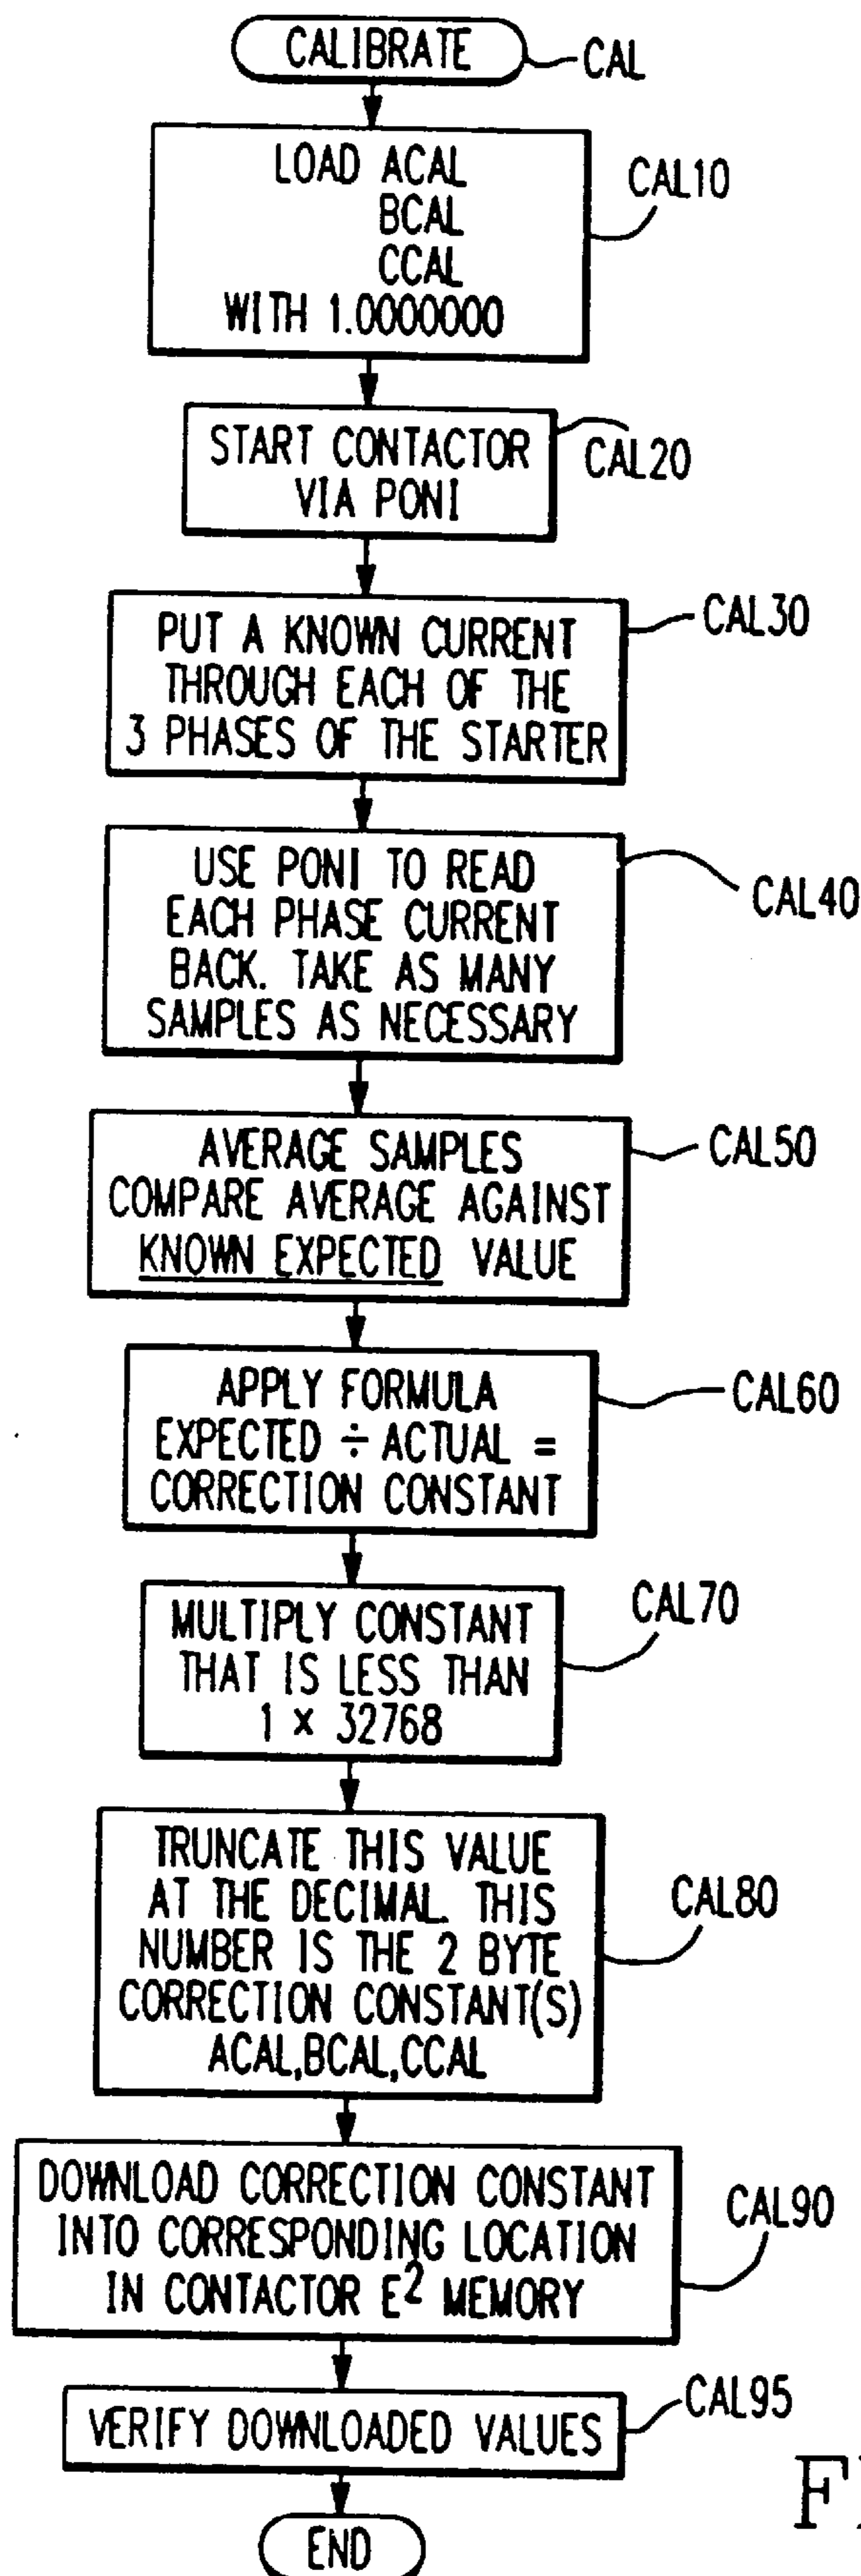 CALIBRATE
CAL
LOAD ACAL
BCAL
CCAL
WITH 1.0000000
CAL10
START CONTACTOR
VIA PONI
CAL20
PUT A KNOWN CURRENT
THROUGH EACH OF THE
3 PHASES OF THE STARTER
CAL30
USE PONI TO READ
EACH PHASE CURRENT
BACK. TAKE AS MANY
SAMPLES AS NECESSARY
CAL40
AVERAGE SAMPLES
COMPARE AVERAGE AGAINST
KNOWN EXPECTED VALUE
CAL50
APPLY FORMULA
EXPECTED ÷ ACTUAL =
CORRECTION CONSTANT
CAL60
MULTIPLY CONSTANT
THAT IS LESS THAN
1 × 32768
CAL70
TRUNCATE THIS VALUE
AT THE DECIMAL. THIS
NUMBER IS THE 2 BYTE
CORRECTION CONSTANT(S)
ACAL,BCAL,CCAL
CAL80
DOWNLOAD CORRECTION CONSTANT
INTO CORRESPONDING LOCATION
IN CONTACTOR E² MEMORY
CAL90
VERIFY DOWNLOADED VALUES
CAL95
END